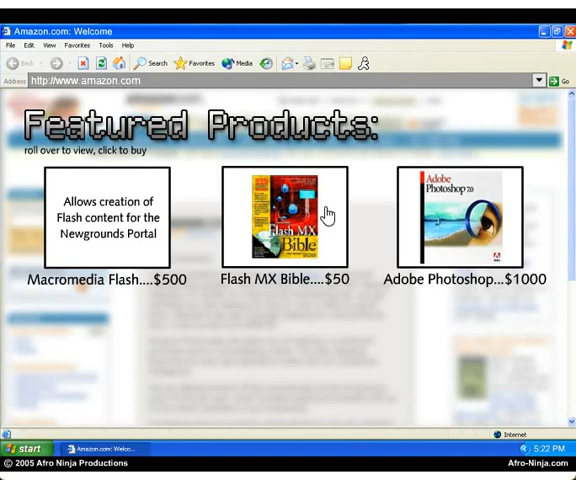 Amazon.com: Welcome
File Edit View Favorites Tools Help
Back Search Favorites Media
Address http://www.amazon.com Go
Featured Products:
roll over to view, click to buy
Allows creation of
Flash content for the
Newgrounds Portal
Flash MX
Bible
Adobe
Photoshop 7.0
Adobe
Macromedia Flash....$500
Flash MX Bible....$50
Adobe Photoshop...$1000
Internet
start Amazon.com: Welco... 5:22 PM
© 2005 Afro Ninja Productions Afro-Ninja.com